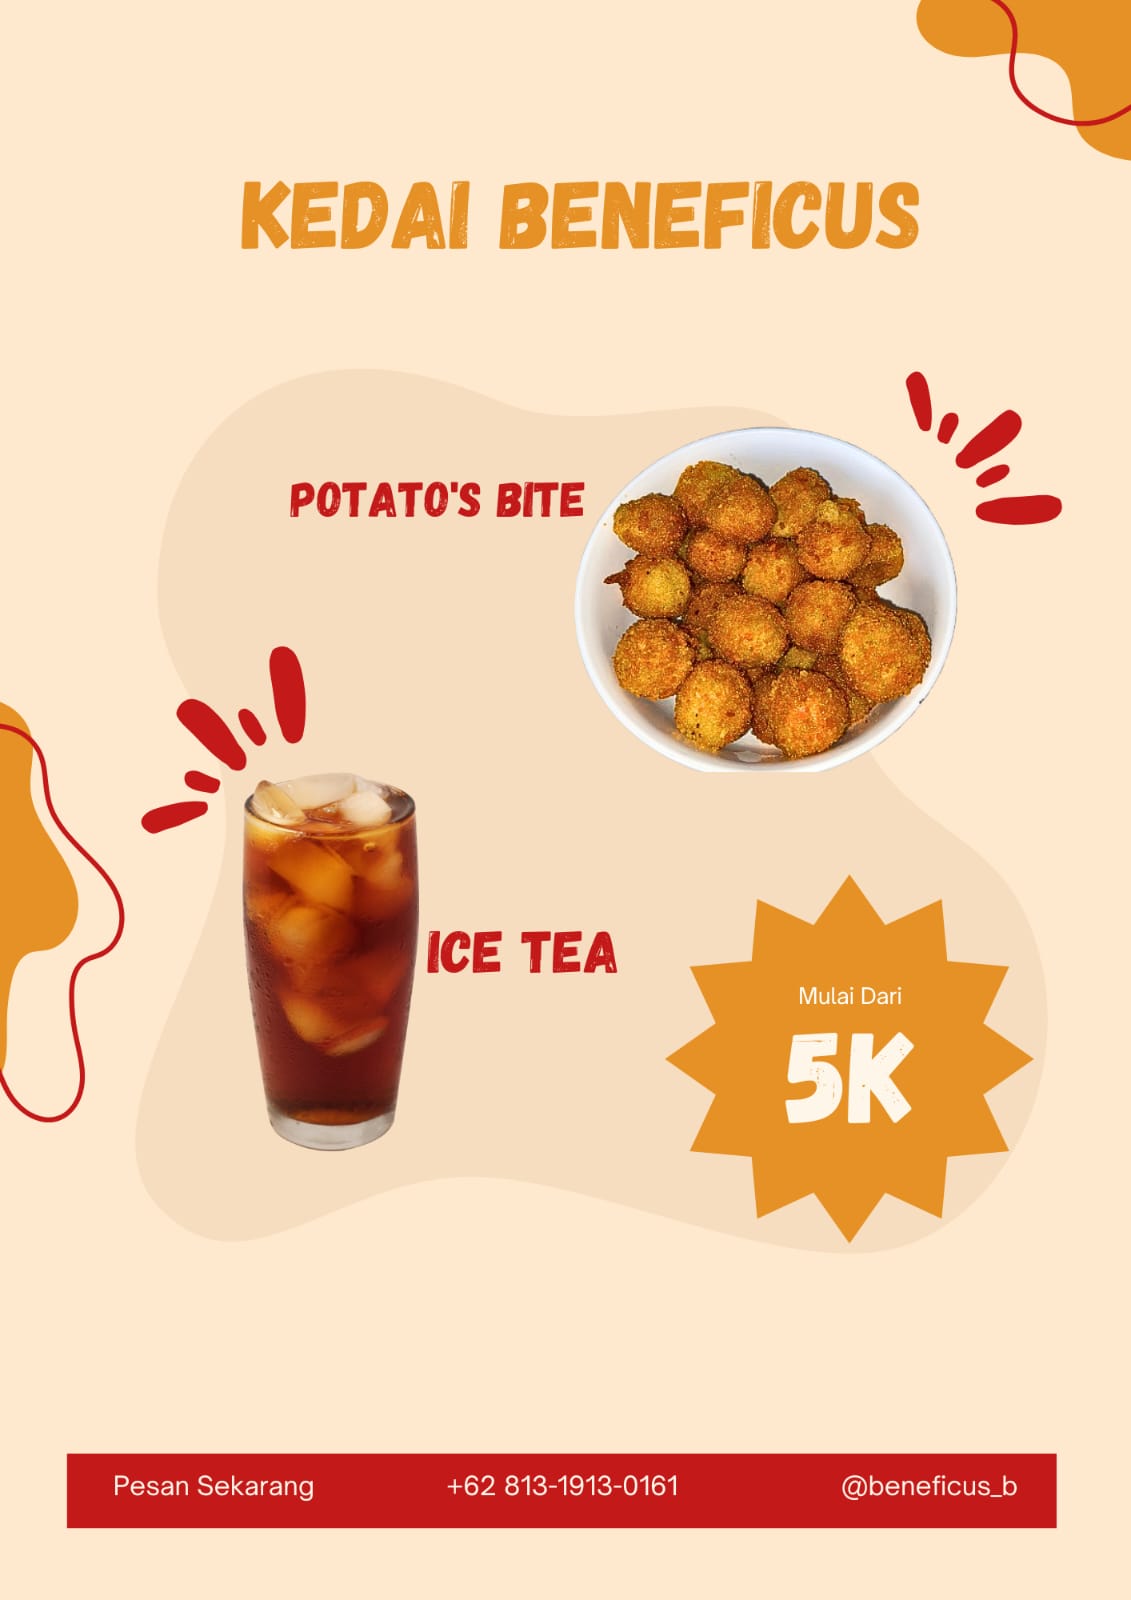 KEDAI BENEFICUS
POTATO'S BITE
ICE TEA
Mulai Dari
5K
Pesan Sekarang +62 813-1913-0161 @beneficus_b